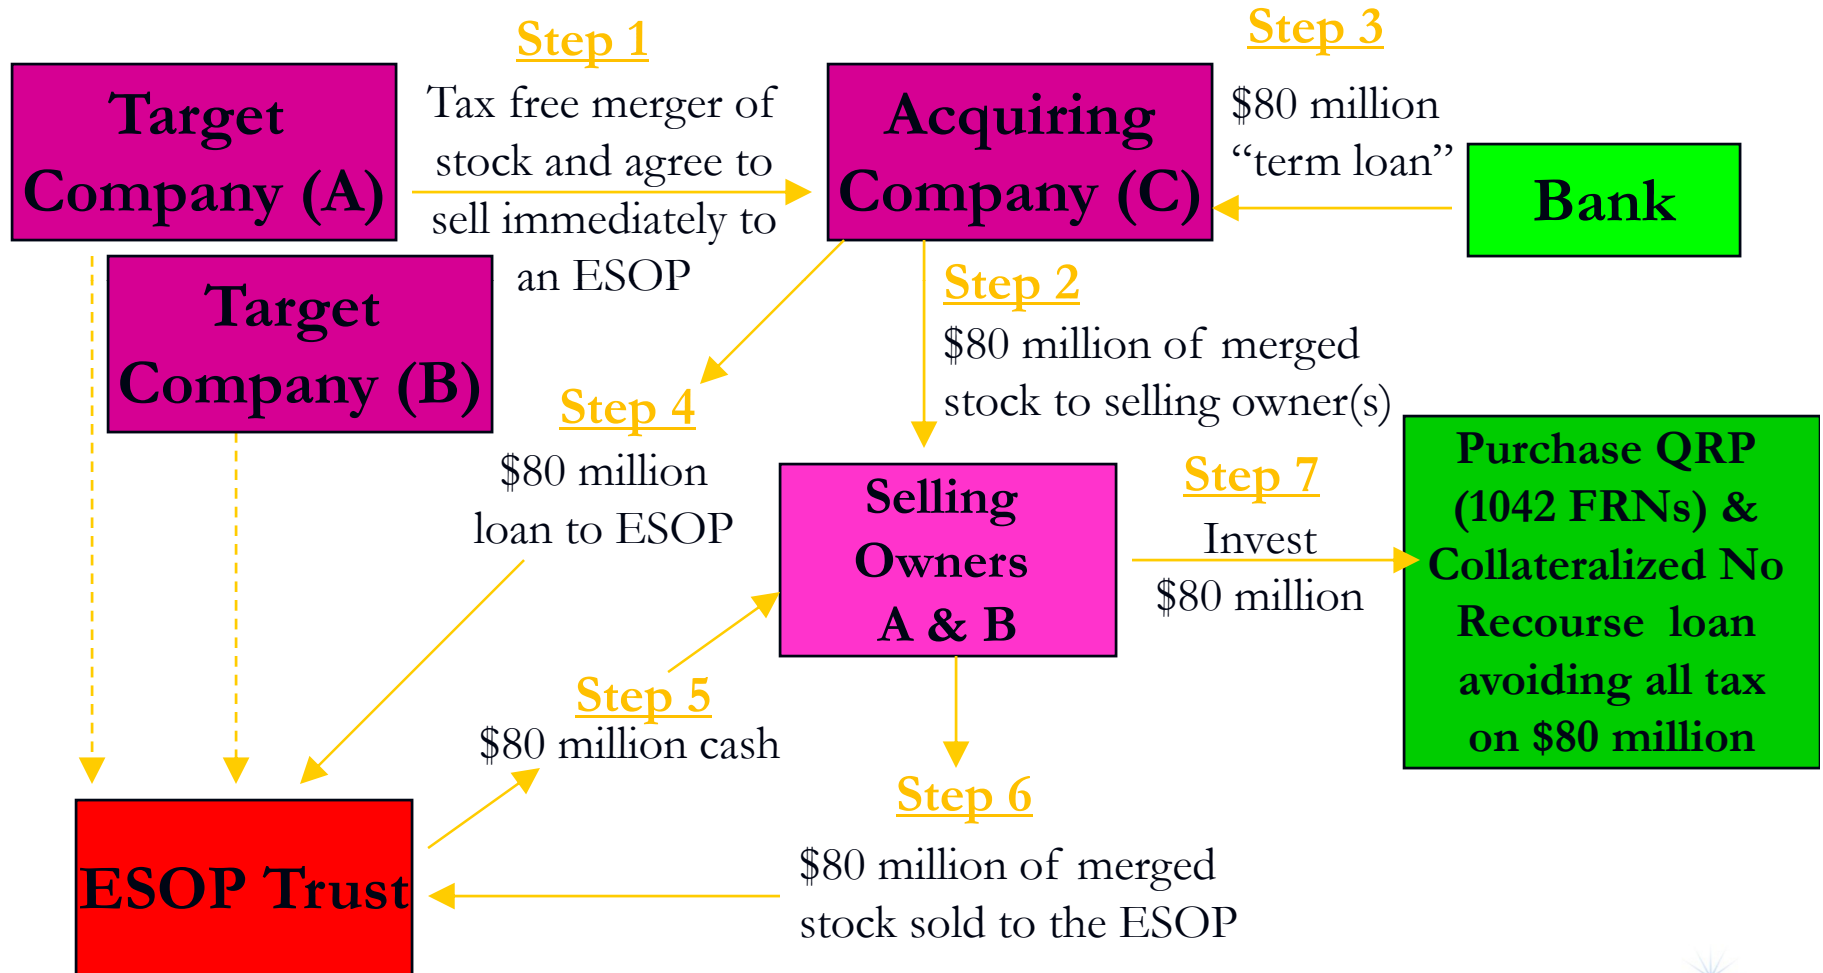 Step 1
Tax free merger of
stock and agree to
sell immediately to
an ESOP
Step 3
$80 million
“term loan”
Target
Company (A)
Acquiring
Company (C)
Bank
Target
Company (B)
Step 2
$80 million of merged
stock to selling owner(s)
Step 4
$80 million
loan to ESOP
Selling
Owners
A & B
Step 7
Invest
$80 million
Purchase QRP
(1042 FRNs) &
Collateralized No
Recourse loan
avoiding all tax
on $80 million
Step 5
$80 million cash
Step 6
$80 million of merged
stock sold to the ESOP
ESOP Trust